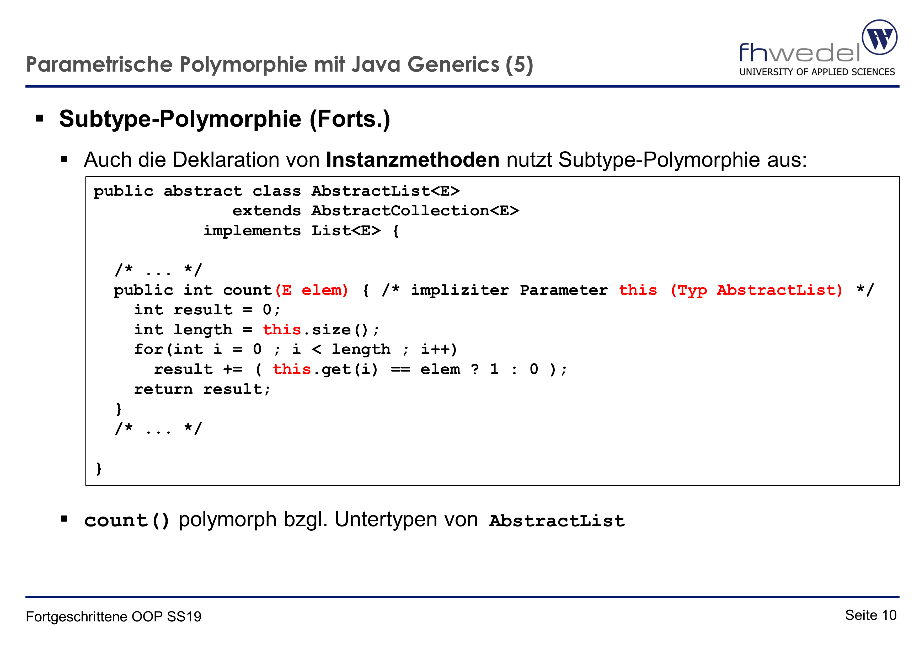 Parametrische Polymorphie mit Java Generics (5)
fhwedel
UNIVERSITY OF APPLIED SCIENCES
W
▪ Subtype-Polymorphie (Forts.)
▪ Auch die Deklaration von Instanzmethoden nutzt Subtype-Polymorphie aus:
public abstract class AbstractList<E>
extends AbstractCollection<E>
implements List<E> {
/* ... */
public int count(E elem) { /* impliziter Parameter this (Typ AbstractList) */
int result = 0;
int length = this.size();
for(int i = 0 ; i < length ; i++)
result += ( this.get(i) == elem ? 1 : 0 );
return result;
}
/* ... */
}
▪ count() polymorph bzgl. Untertypen von AbstractList
Fortgeschrittene OOP SS19
Seite 10